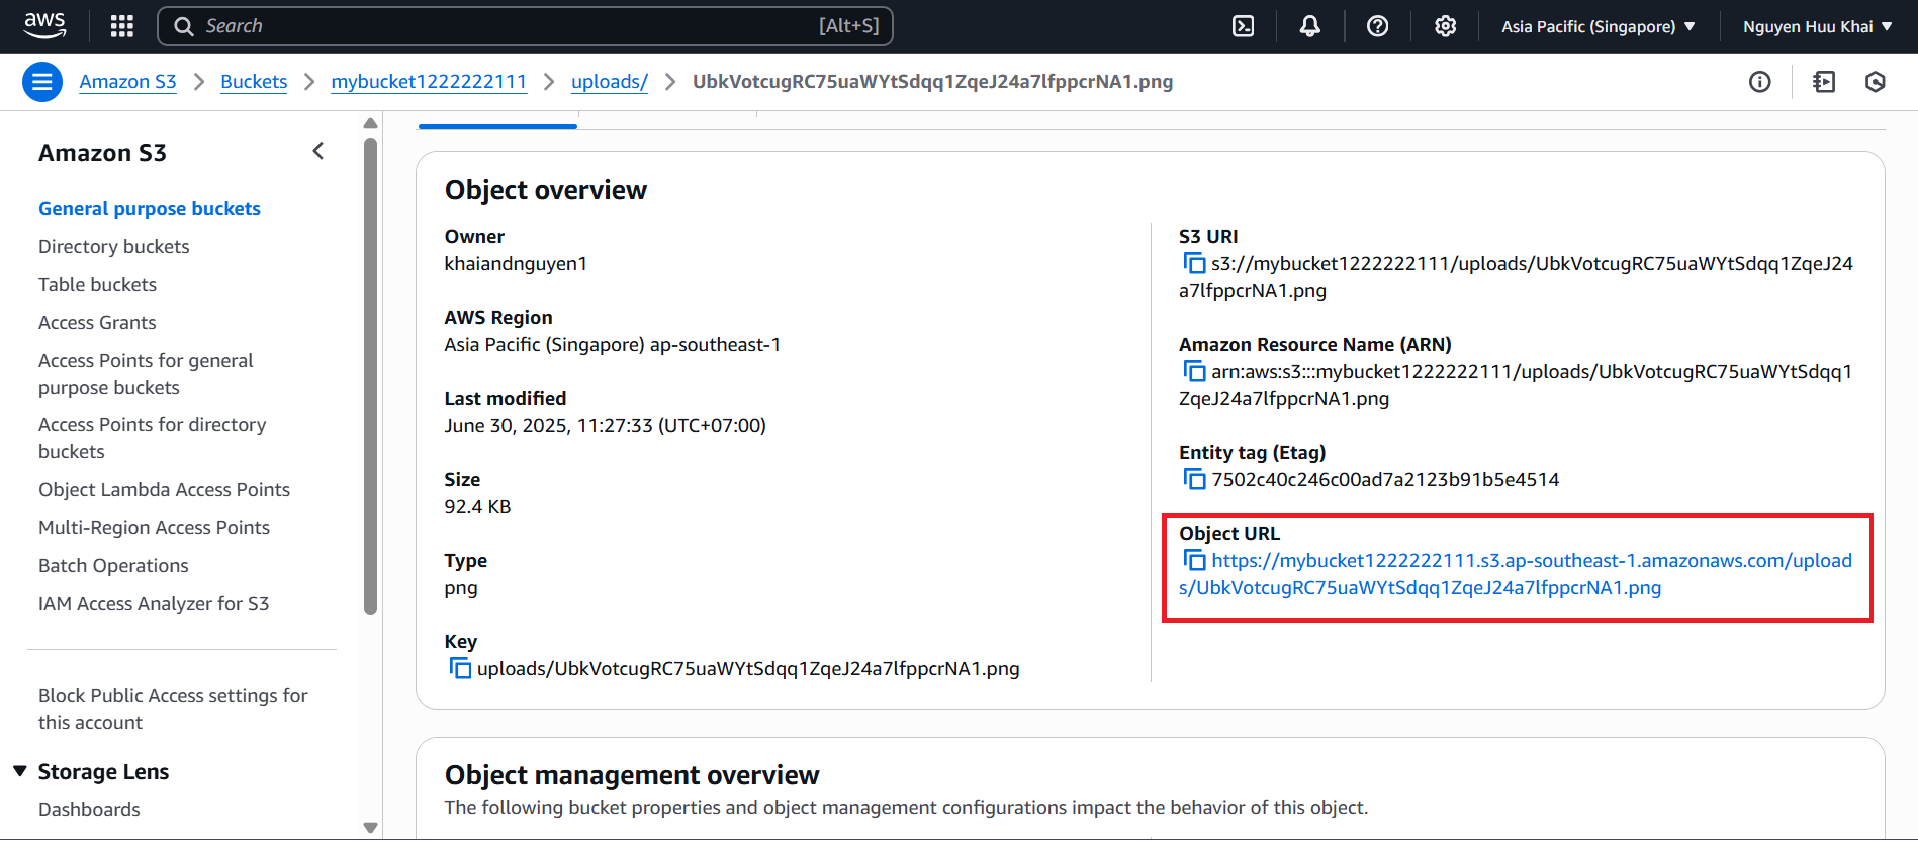 aws
Search
[Alt+S]
Asia Pacific (Singapore)
Nguyen Huu Khai
Amazon S3
Buckets
mybucket1222222111
uploads/
UbkVotcugRC75uaWYtSdqq1ZqeJ24a7lfppcrNA1.png
Amazon S3
General purpose buckets
Directory buckets
Table buckets
Access Grants
Access Points for general
purpose buckets
Access Points for directory
buckets
Object Lambda Access Points
Multi-Region Access Points
Batch Operations
IAM Access Analyzer for S3
Block Public Access settings for
this account
Storage Lens
Dashboards
Object overview
Owner
khaiandnguyen1
AWS Region
Asia Pacific (Singapore) ap-southeast-1
Last modified
June 30, 2025, 11:27:33 (UTC+07:00)
Size
92.4 KB
Type
png
Key
uploads/UbkVotcugRC75uaWYtSdqq1ZqeJ24a7lfppcrNA1.png
S3 URI
s3://mybucket1222222111/uploads/UbkVotcugRC75uaWYtSdqq1ZqeJ24
a7lfppcrNA1.png
Amazon Resource Name (ARN)
arn:aws:s3:::mybucket1222222111/uploads/UbkVotcugRC75uaWYtSdqq1
ZqeJ24a7lfppcrNA1.png
Entity tag (Etag)
7502c40c246c00ad7a2123b91b5e4514
Object URL
https://mybucket1222222111.s3.ap-southeast-1.amazonaws.com/upload
s/UbkVotcugRC75uaWYtSdqq1ZqeJ24a7lfppcrNA1.png
Object management overview
The following bucket properties and object management configurations impact the behavior of this object.